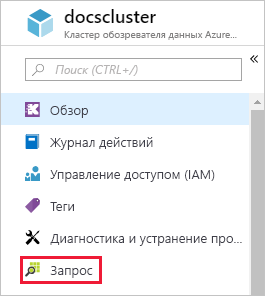 docscluster
Кластер обозревателя данных Azure...
Поиск (CTRL+/)
Обзор
Журнал действий
Управление доступом (IAM)
Теги
Диагностика и устранение про...
Запрос